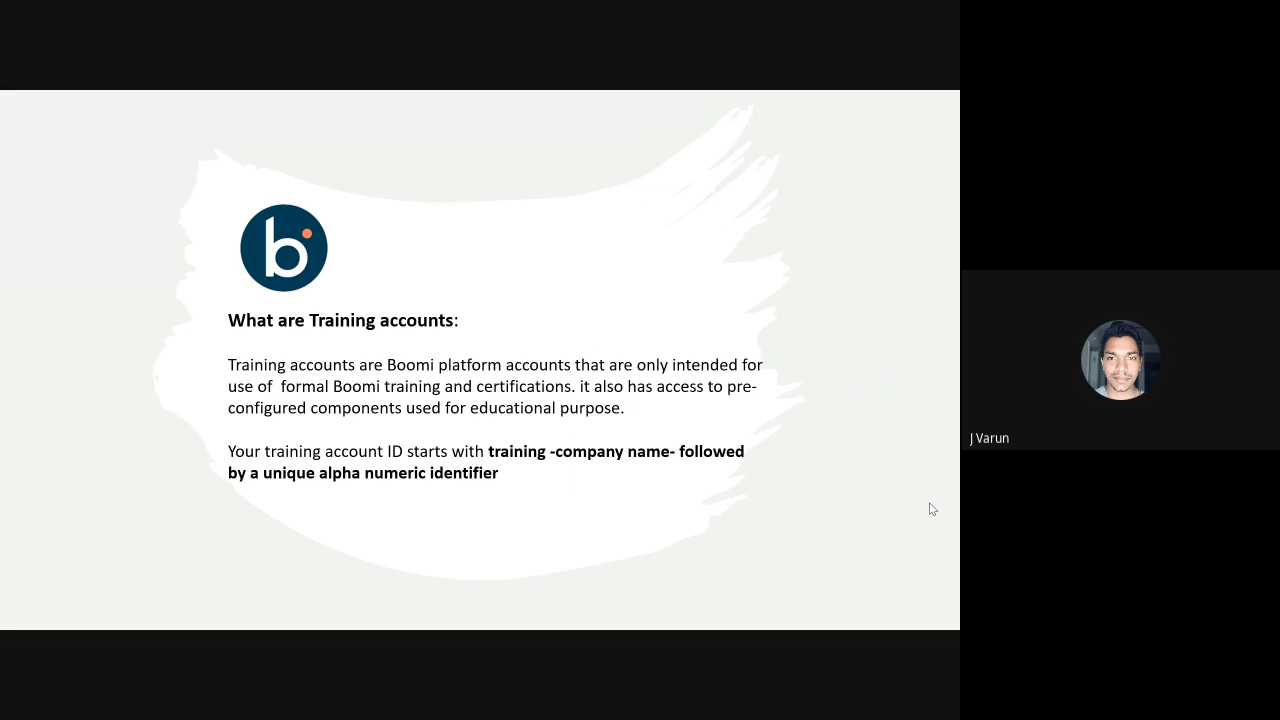 b
What are Training accounts:
Training accounts are Boomi platform accounts that are only intended for
use of  formal Boomi training and certifications. it also has access to pre-
configured components used for educational purpose.
Your training account ID starts with training -company name- followed
by a unique alpha numeric identifier
J Varun